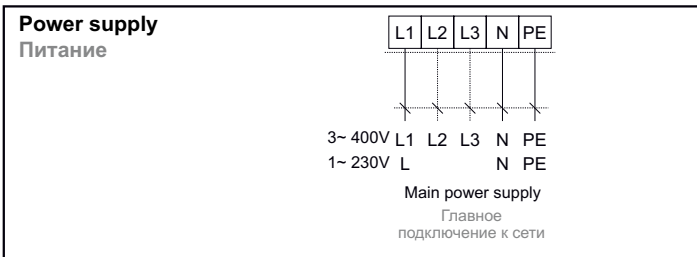 Power supply
Питание
L1 L2 L3 N PE
3~ 400V L1 L2 L3 N PE
1~ 230V L N PE
Main power supply
Главное
подключение к сети